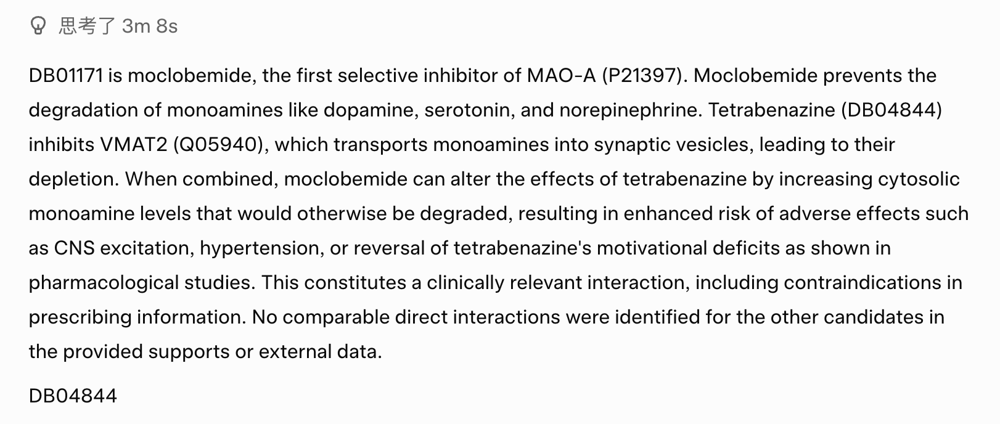 思考了 3m 8s
DB01171 is moclobemide, the first selective inhibitor of MAO-A (P21397). Moclobemide prevents the
degradation of monoamines like dopamine, serotonin, and norepinephrine. Tetrabenazine (DB04844)
inhibits VMAT2 (Q05940), which transports monoamines into synaptic vesicles, leading to their
depletion. When combined, moclobemide can alter the effects of tetrabenazine by increasing cytosolic
monoamine levels that would otherwise be degraded, resulting in enhanced risk of adverse effects such
as CNS excitation, hypertension, or reversal of tetrabenazine's motivational deficits as shown in
pharmacological studies. This constitutes a clinically relevant interaction, including contraindications in
prescribing information. No comparable direct interactions were identified for the other candidates in
the provided supports or external data.
DB04844